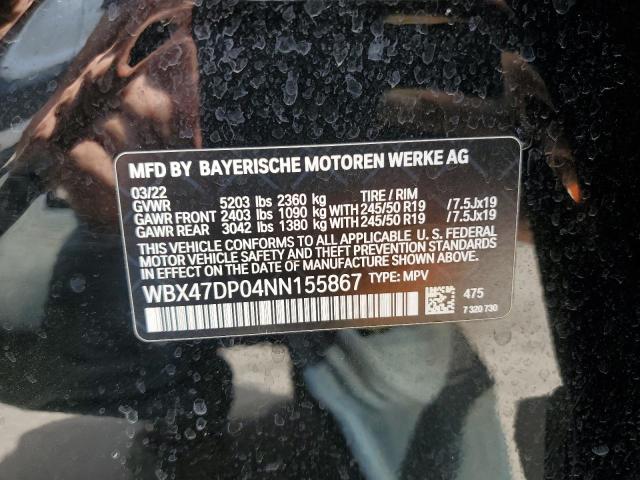 MFD BY BAYERISCHE MOTOREN WERKE AG
03/22
GVWR 5203 lbs 2360 kg TIRE / RIM
GAWR FRONT 2403 lbs 1090 kg WITH 245/50 R19 /7.5Jx19
GAWR REAR 3042 lbs 1380 kg WITH 245/50 R19 /7.5Jx19
THIS VEHICLE CONFORMS TO ALL APPLICABLE U. S. FEDERAL
MOTOR VEHICLE SAFETY AND THEFT PREVENTION STANDARDS
IN EFFECT ON THE DATE OF MANUFACTURE SHOWN ABOVE.
WBX47DP04NN155867 TYPE: MPV
475
7 320 730